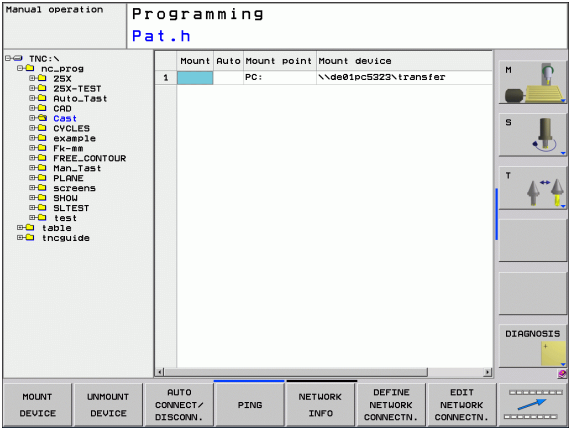 Manual operation
Programming
Pat.h
TNC:\
nc_prog
25X
25X-TEST
Auto_Tast
CAD
Cast
CYCLES
example
Fk-mm
FREE_CONTOUR
Man_Tast
PLANE
screens
SHOW
SLTEST
test
table
tncguide
Mount Auto Mount point Mount device
1 PC: \\de01pc5323\transfer
M
S
T
DIAGNOSIS
MOUNT
DEVICE
UNMOUNT
DEVICE
AUTO
CONNECT/
DISCONN.
PING
NETWORK
INFO
DEFINE
NETWORK
CONNECTN.
EDIT
NETWORK
CONNECTN.